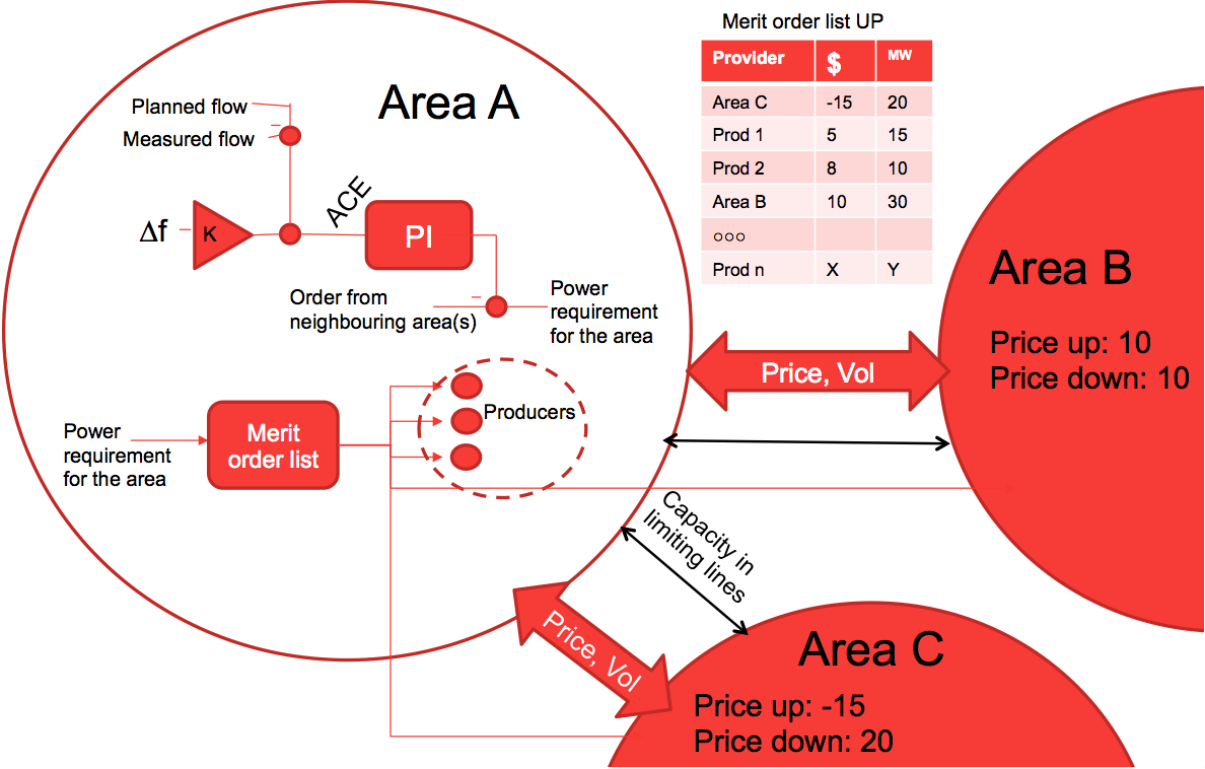 Merit order list UP
Provider $ MW
Area C -15 20
Prod 1 5 15
Prod 2 8 10
Area B 10 30
○○○
Prod n X Y
Area A
Planned flow
−
Measured flow
ACE
Δf − K
PI
Order from
neighbouring area(s)
−
Power
requirement
for the area
Power
requirement
for the area
Merit
order list
Producers
Area B
Price up: 10
Price down: 10
Price, Vol
Capacity in
limiting lines
Price, Vol
Area C
Price up: -15
Price down: 20